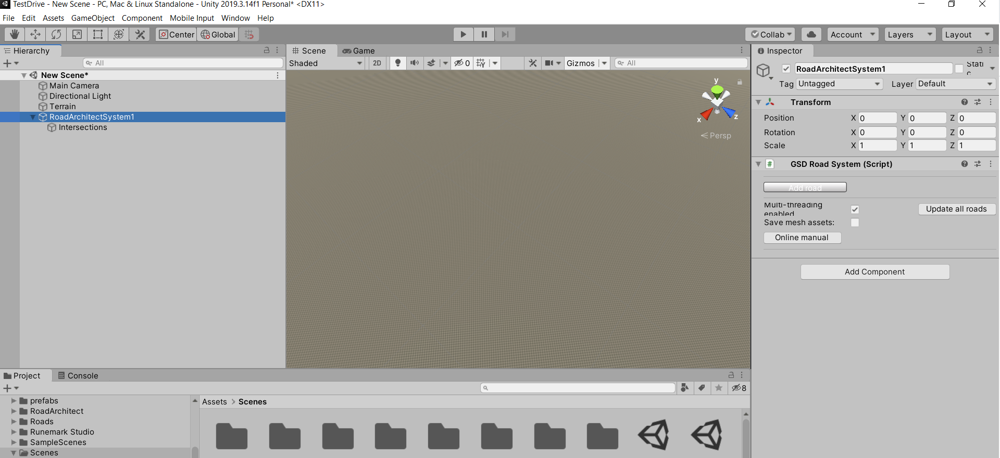 TestDrive - New Scene - PC, Mac & Linux Standalone - Unity 2019.3.14f1 Personal* <DX11>
File Edit Assets GameObject Component Mobile Input Window Help
Center Global Collab Account Layers Layout
Hierarchy
All
New Scene*
Main Camera
Directional Light
Terrain
RoadArchitectSystem1
Intersections
Scene Game
Shaded 2D 0 Gizmos All
y
x z
Persp
Inspector
RoadArchitectSystem1 Static
Tag Untagged Layer Default
Transform
Position X 0 Y 0 Z 0
Rotation X 0 Y 0 Z 0
Scale X 1 Y 1 Z 1
# GSD Road System (Script)
Add road
Multi-threading
enabled
Update all roads
Save mesh assets:
Online manual
Add Component
Project Console
8
prefabs
RoadArchitect
Roads
Runemark Studio
SampleScenes
Scenes
Assets > Scenes